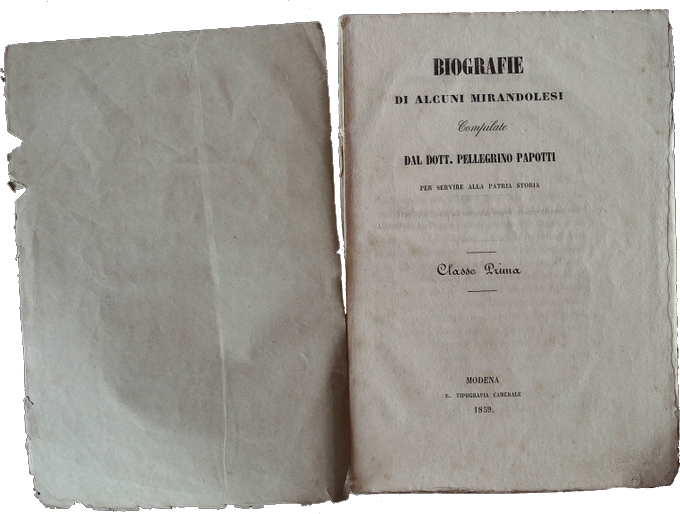 BIOGRAFIE
DI ALCUNI MIRANDOLESI
Compilate
DAL DOTT. PELLEGRINO PAPOTTI
PER SERVIRE ALLA PATRIA STORIA
Classe Prima
MODENA
R. TIPOGRAFIA CAMERALE
1859.